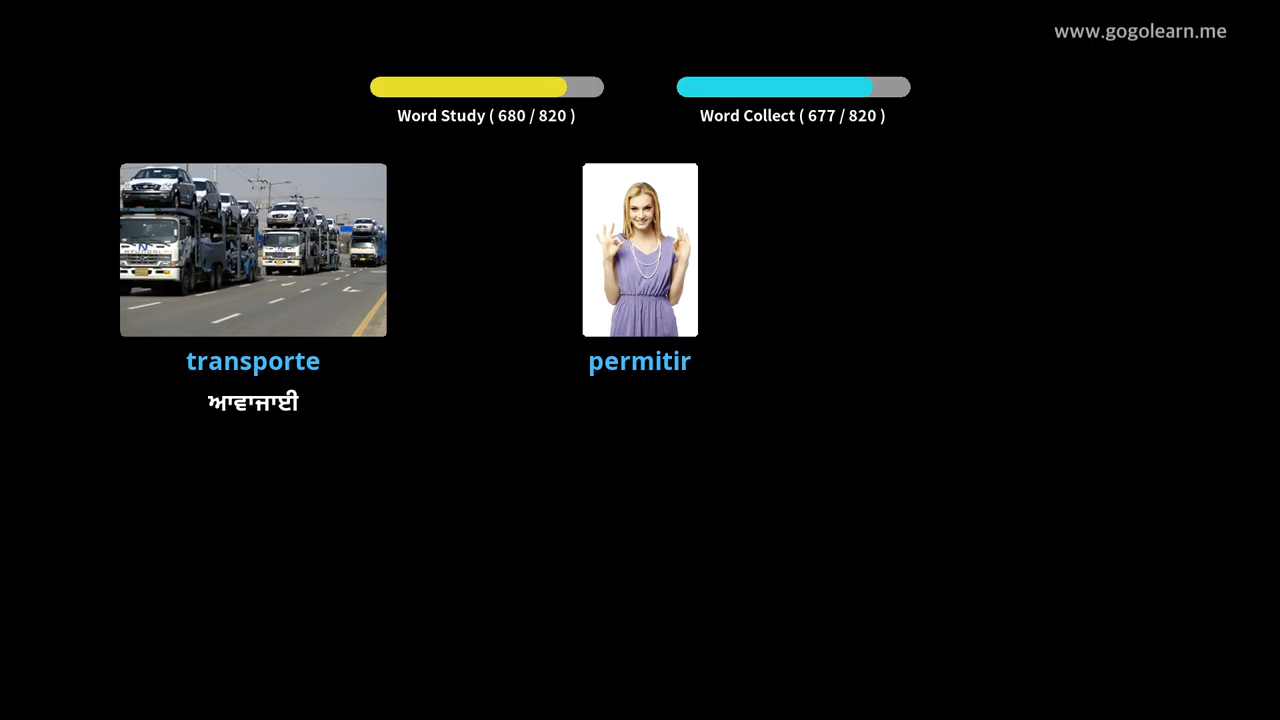 www.gogolearn.me
Word Study ( 680 / 820 )
Word Collect ( 677 / 820 )
transporte
permitir
ਆਵਾਜਾਈ